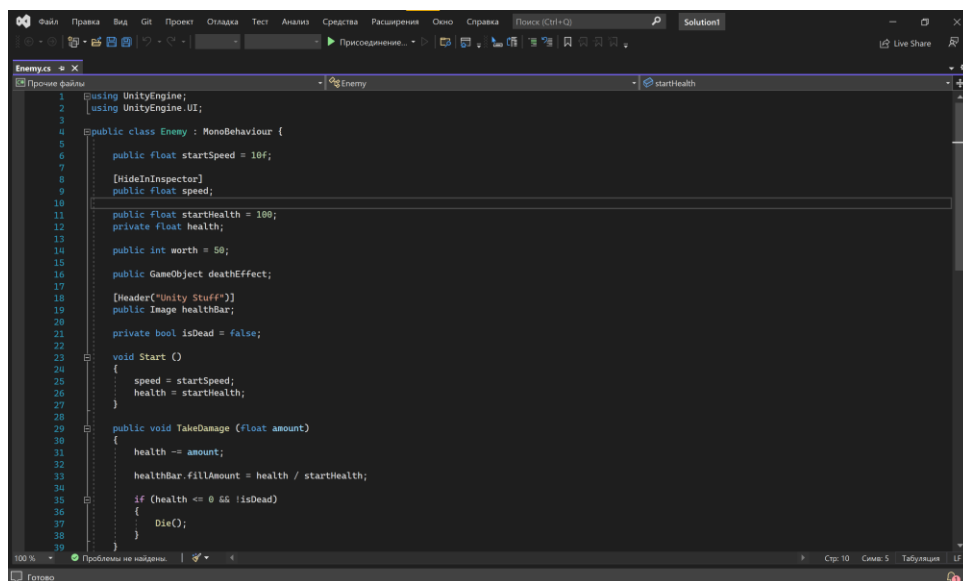 Файл Правка Вид Git Проект Отладка Тест Анализ Средства Расширения Окно Справка Поиск (Ctrl+Q) Solution1
Присоединение... Live Share
Enemy.cs
Прочие файлы Enemy startHealth
1 using UnityEngine;
2 using UnityEngine.UI;
3
4 public class Enemy : MonoBehaviour {
5
6 public float startSpeed = 10f;
7
8 [HideInInspector]
9 public float speed;
10
11 public float startHealth = 100;
12 private float health;
13
14 public int worth = 50;
15
16 public GameObject deathEffect;
17
18 [Header("Unity Stuff")]
19 public Image healthBar;
20
21 private bool isDead = false;
22
23 void Start ()
24 {
25 speed = startSpeed;
26 health = startHealth;
27 }
28
29 public void TakeDamage (float amount)
30 {
31 health -= amount;
32
33 healthBar.fillAmount = health / startHealth;
34
35 if (health <= 0 && !isDead)
36 {
37 Die();
38 }
39 }
100 % Проблемы не найдены. Стр: 10 Симв: 5 Табуляция LF
Готово